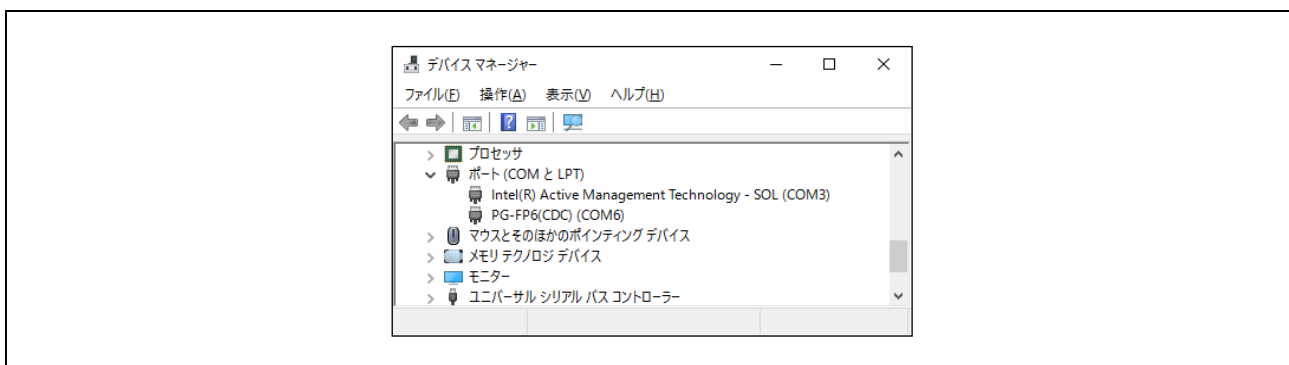 デバイス マネージャー
ファイル(F) 操作(A) 表示(V) ヘルプ(H)
プロセッサ
ポート (COM と LPT)
Intel(R) Active Management Technology - SOL (COM3)
PG-FP6(CDC) (COM6)
マウスとそのほかのポインティング デバイス
メモリ テクノロジ デバイス
モニター
ユニバーサル シリアル バス コントローラー